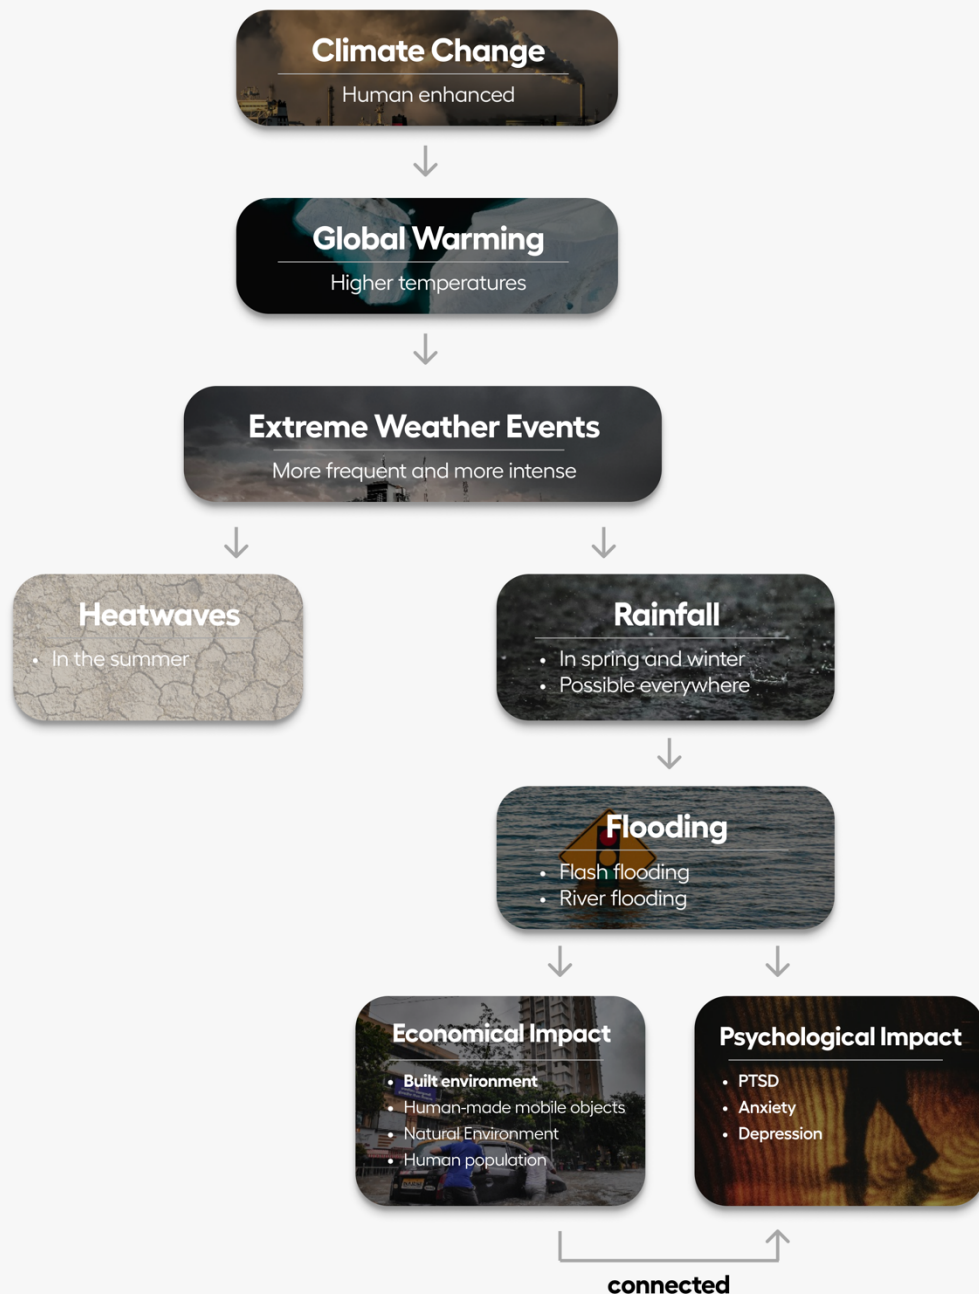 Climate Change
Human enhanced
Global Warming
Higher temperatures
Extreme Weather Events
More frequent and more intense
Heatwaves
• In the summer
Rainfall
• In spring and winter
• Possible everywhere
Flooding
• Flash flooding
• River flooding
Economical Impact
• Built environment
• Human-made mobile objects
• Natural Environment
• Human population
Psychological Impact
• PTSD
• Anxiety
• Depression
connected